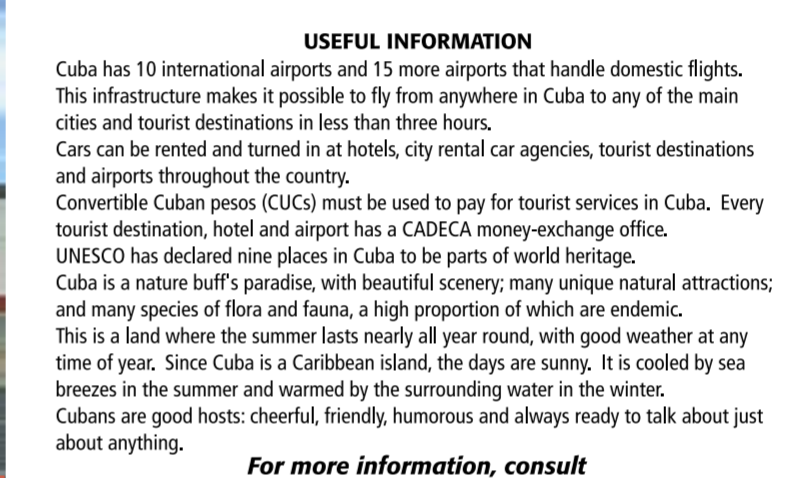 USEFUL INFORMATION
Cuba has 10 international airports and 15 more airports that handle domestic flights.
This infrastructure makes it possible to fly from anywhere in Cuba to any of the main
cities and tourist destinations in less than three hours.
Cars can be rented and turned in at hotels, city rental car agencies, tourist destinations
and airports throughout the country.
Convertible Cuban pesos (CUCs) must be used to pay for tourist services in Cuba. Every
tourist destination, hotel and airport has a CADECA money-exchange office.
UNESCO has declared nine places in Cuba to be parts of world heritage.
Cuba is a nature buff's paradise, with beautiful scenery; many unique natural attractions;
and many species of flora and fauna, a high proportion of which are endemic.
This is a land where the summer lasts nearly all year round, with good weather at any
time of year. Since Cuba is a Caribbean island, the days are sunny. It is cooled by sea
breezes in the summer and warmed by the surrounding water in the winter.
Cubans are good hosts: cheerful, friendly, humorous and always ready to talk about just
about anything.
For more information, consult